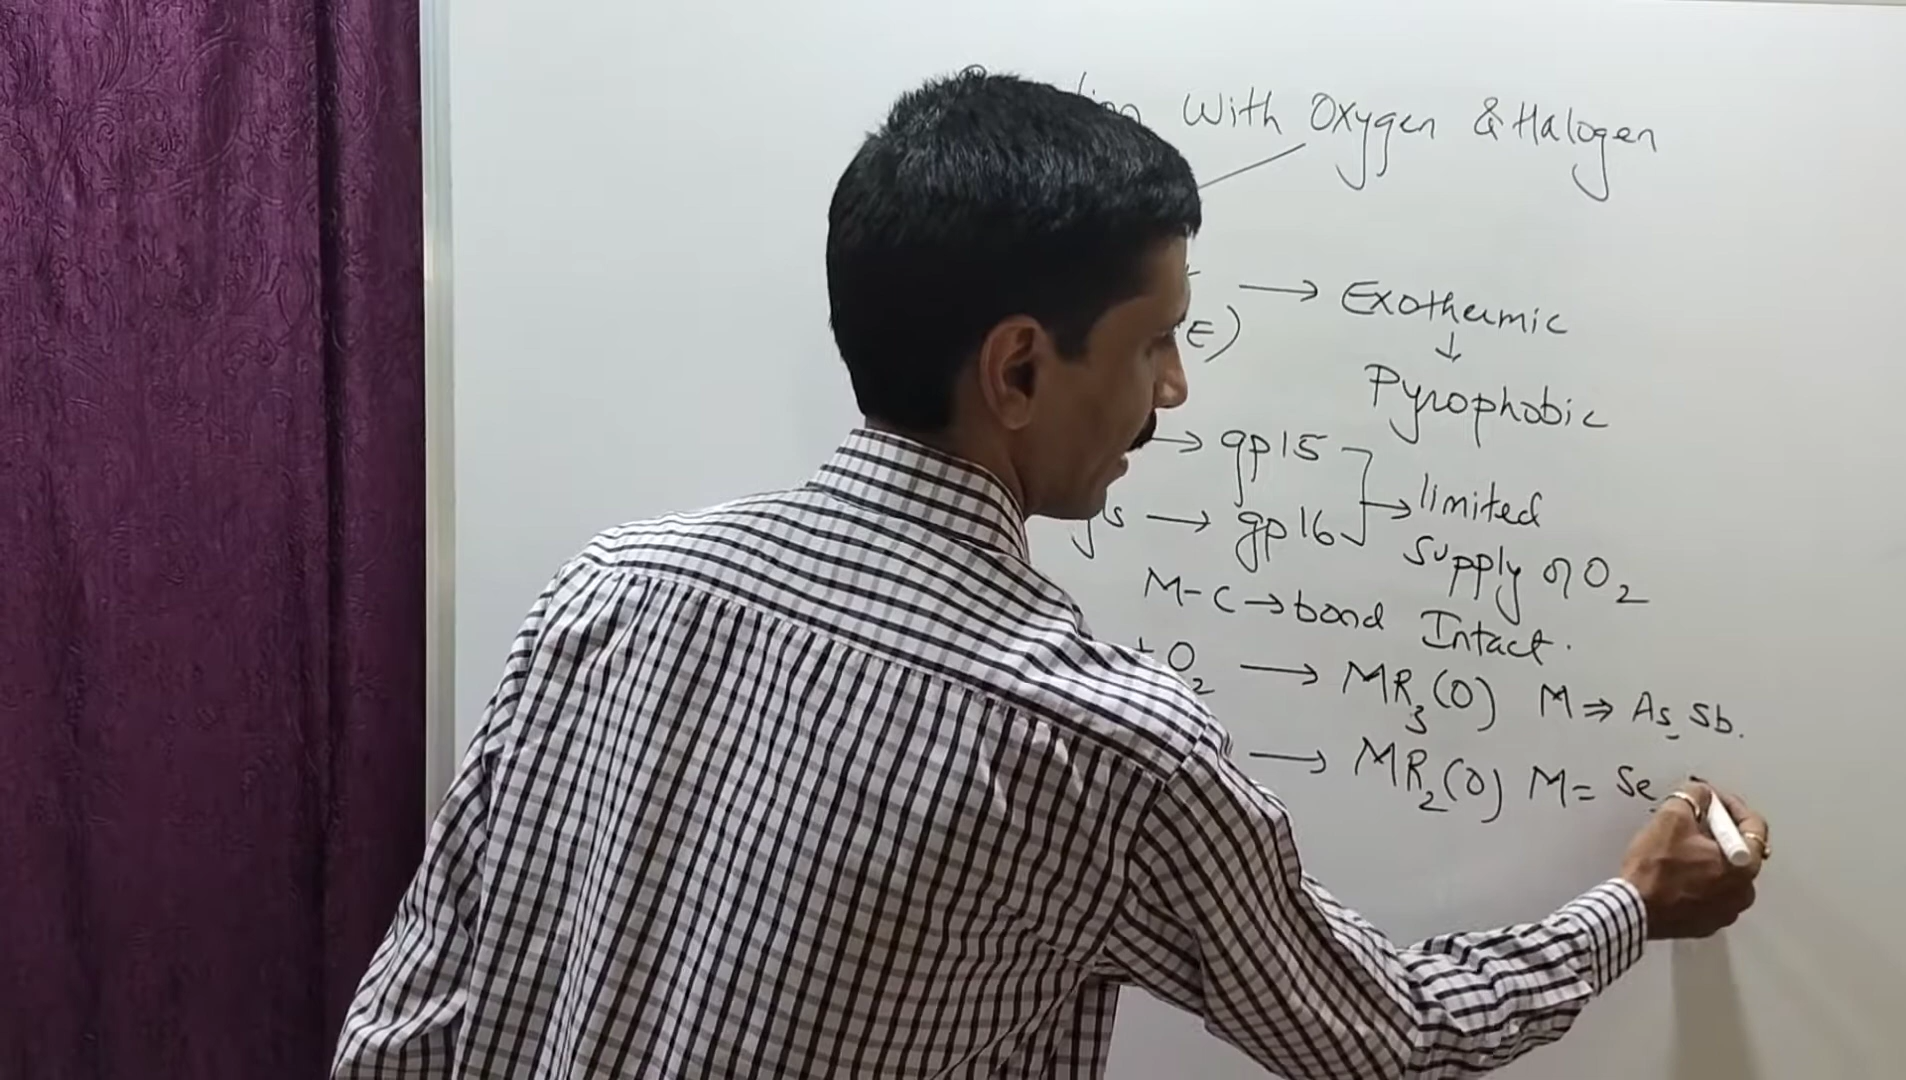 With Oxygen & Halogen
E) → Exothermic
↓
Pyrophobic
→ gp15
→ gp16 → limited
supply of O2
M-C → bond Intact.
+ O2 → MR3(O) M ⇒ As, Sb.
→ MR2(O) M = Se,